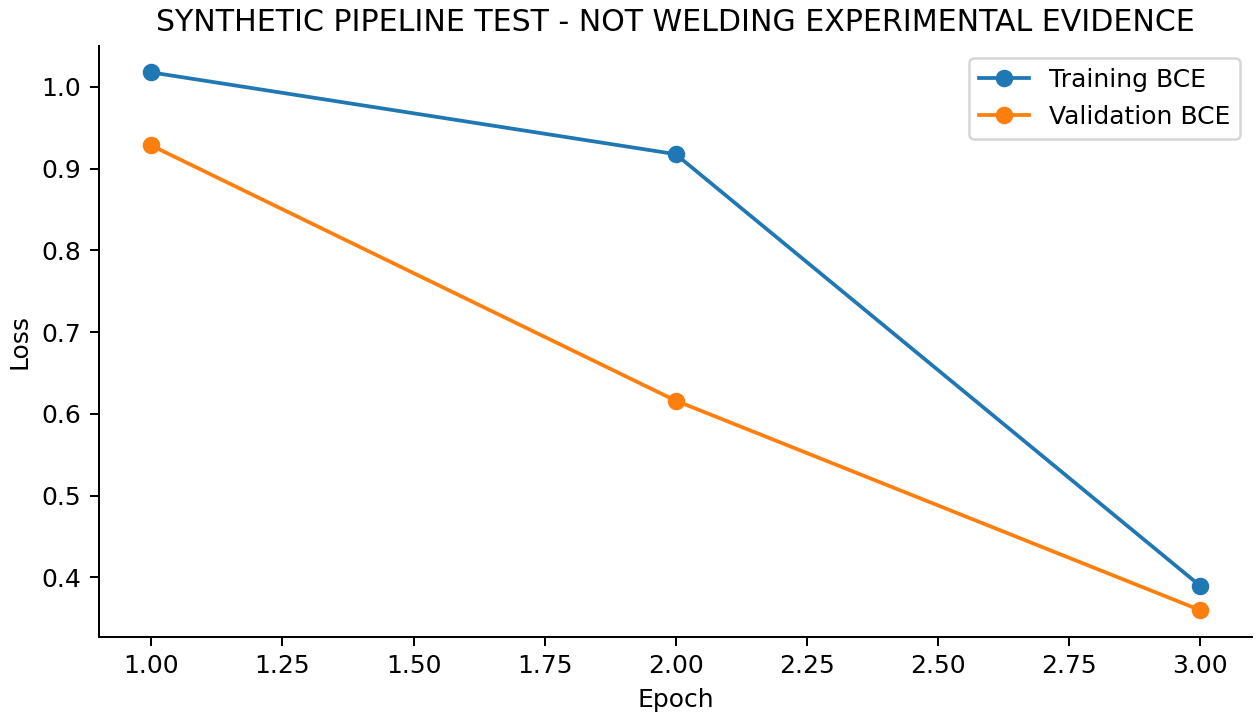 SYNTHETIC PIPELINE TEST - NOT WELDING EXPERIMENTAL EVIDENCE
Training BCE
Validation BCE
1.0
0.9
0.8
0.7
0.6
0.5
0.4
Loss
1.00 1.25 1.50 1.75 2.00 2.25 2.50 2.75 3.00
Epoch